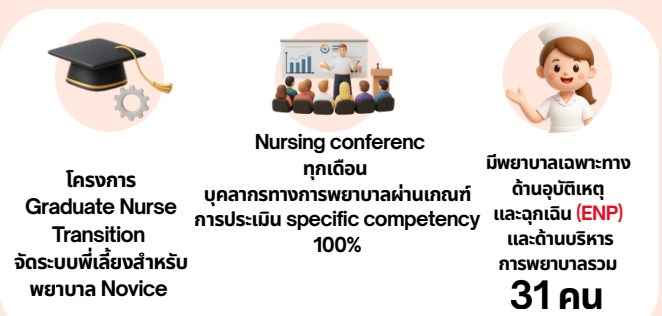 โครงการ
Graduate Nurse
Transition
จัดระบบพี่เลี้ยงสำหรับ
พยาบาล Novice
Nursing conferenc
ทุกเดือน
บุคลากรทางการพยาบาลผ่านเกณฑ์
การประเมิน specific competency
100%
มีพยาบาลเฉพาะทาง
ด้านอุบัติเหตุ
และฉุกเฉิน (ENP)
และด้านบริหาร
การพยาบาลรวม
31 คน